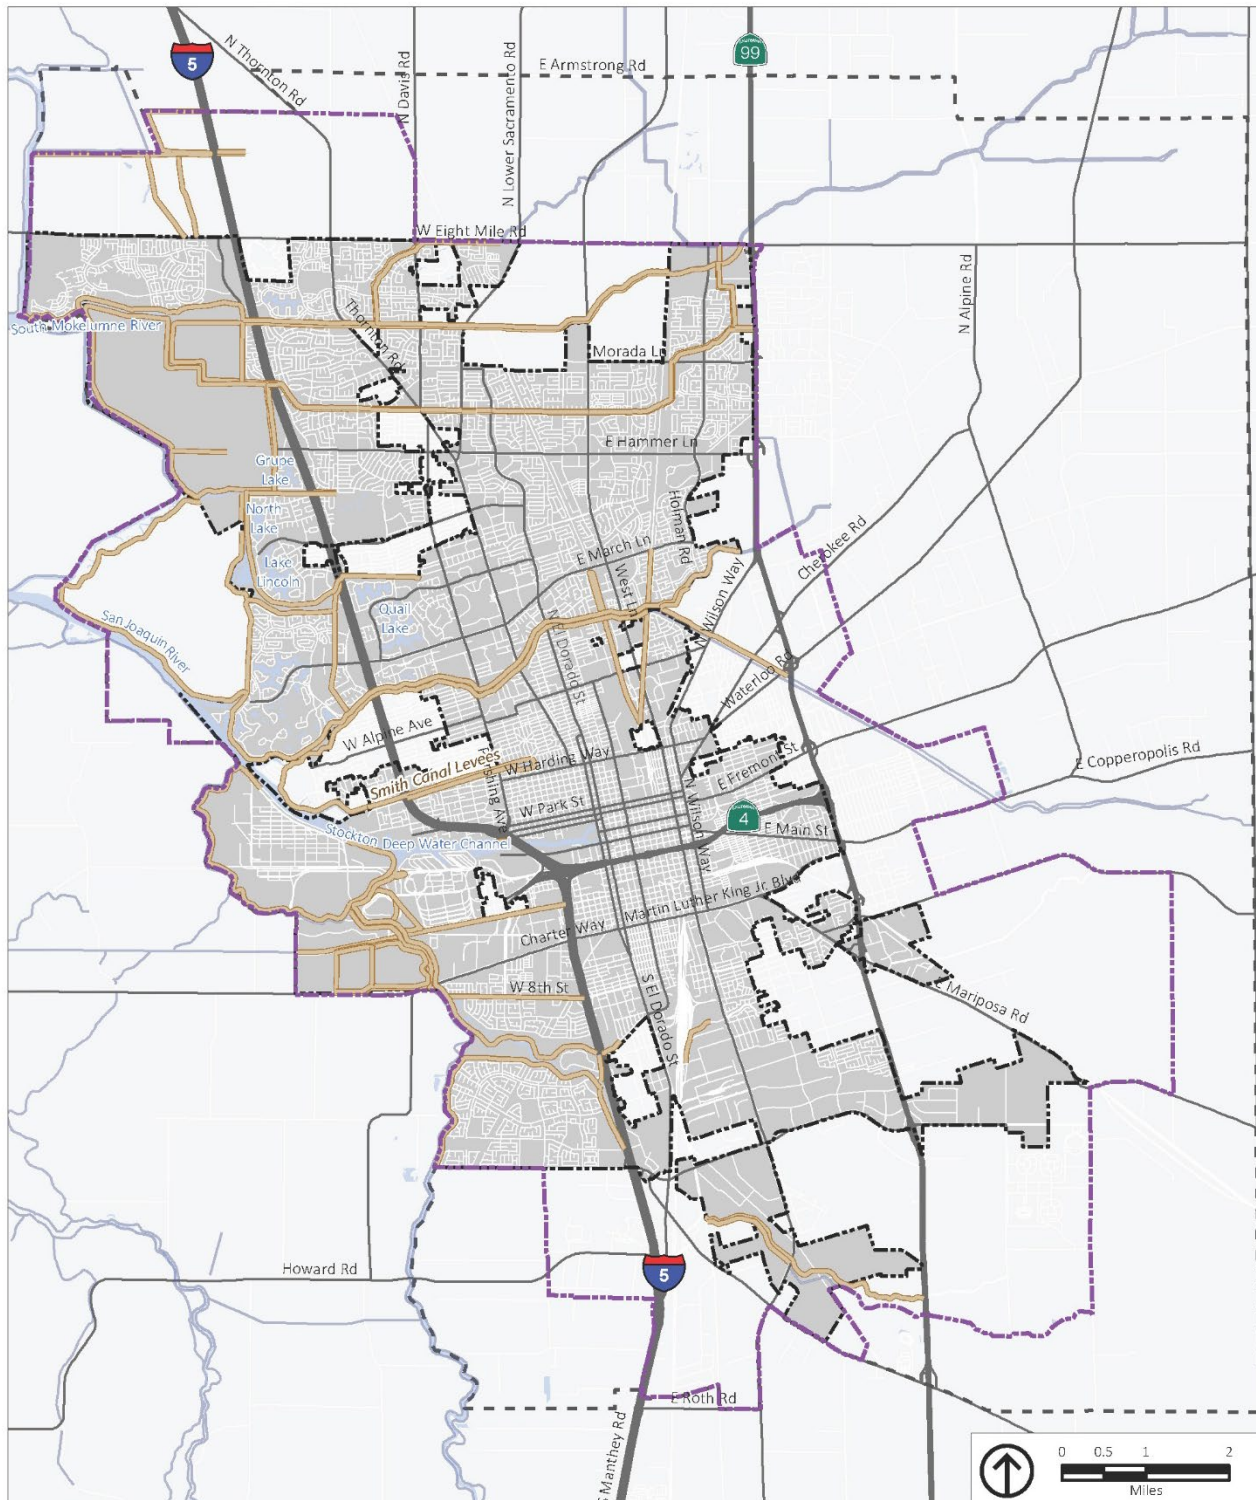 5
N Thornton Rd
N Davis Rd
N Lower Sacramento Rd
E Armstrong Rd
CALIFORNIA
99
W Eight Mile Rd
N Alpine Rd
South Mokelumne River
Thornton Rd
Morada Ln
E Hammer Ln
Grupe
Lake
North
Lake
Holman Rd
Lake
Lincoln
E March Ln
West Ln
Cherokee Rd
Quail
Lake
N El Dorado St
N Wilson Way
San Joaquin River
Waterloo Rd
W Alpine Ave
Pershing Ave
Smith Canal Levees
W Harding Way
E Fremont St
E Copperopolis Rd
W Park St
N Wilson Way
CALIFORNIA
4
E Main St
Stockton Deep Water Channel
Martin Luther King Jr. Blvd
Charter Way
W 8th St
S El Dorado St
E Mariposa Rd
Howard Rd
5
E Roth Rd
S Manthey Rd
0 0.5 1 2
Miles